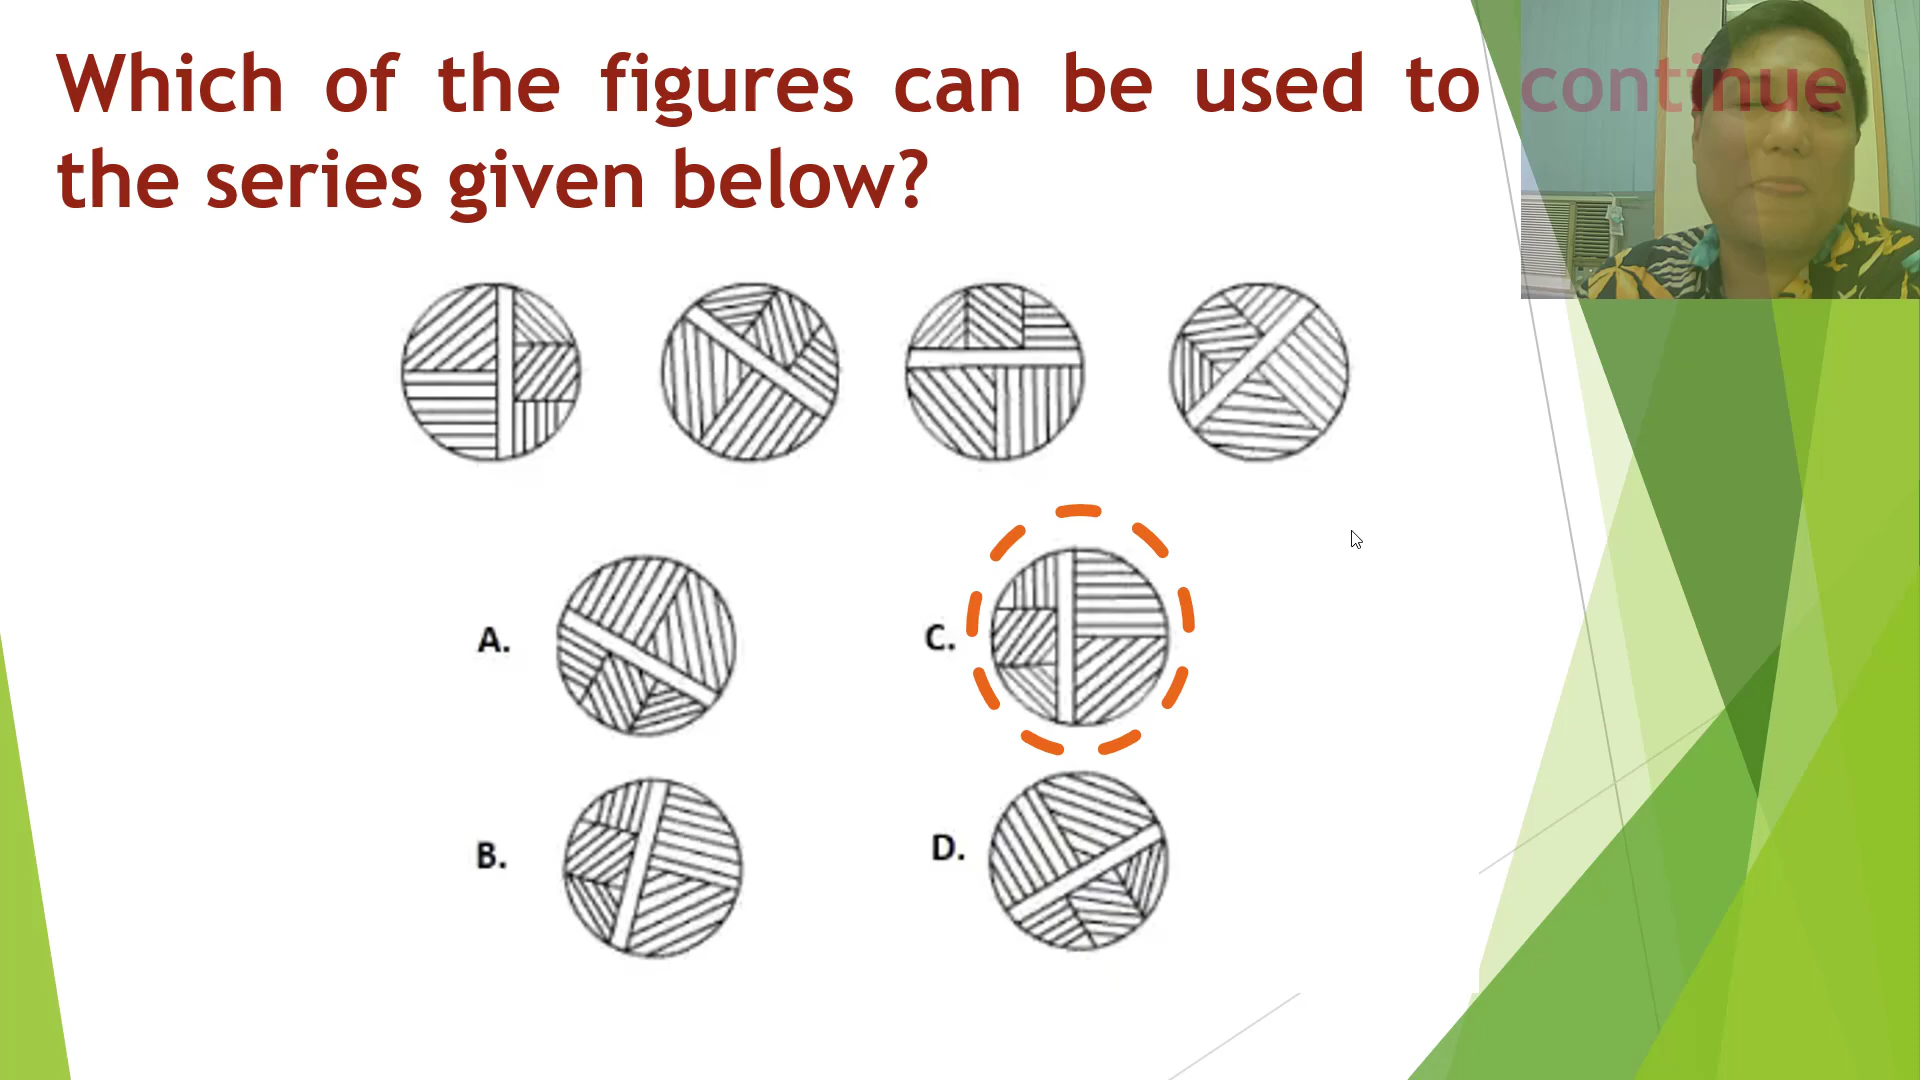 Which of the figures can be used to continue
the series given below?
A.
C.
B.
D.